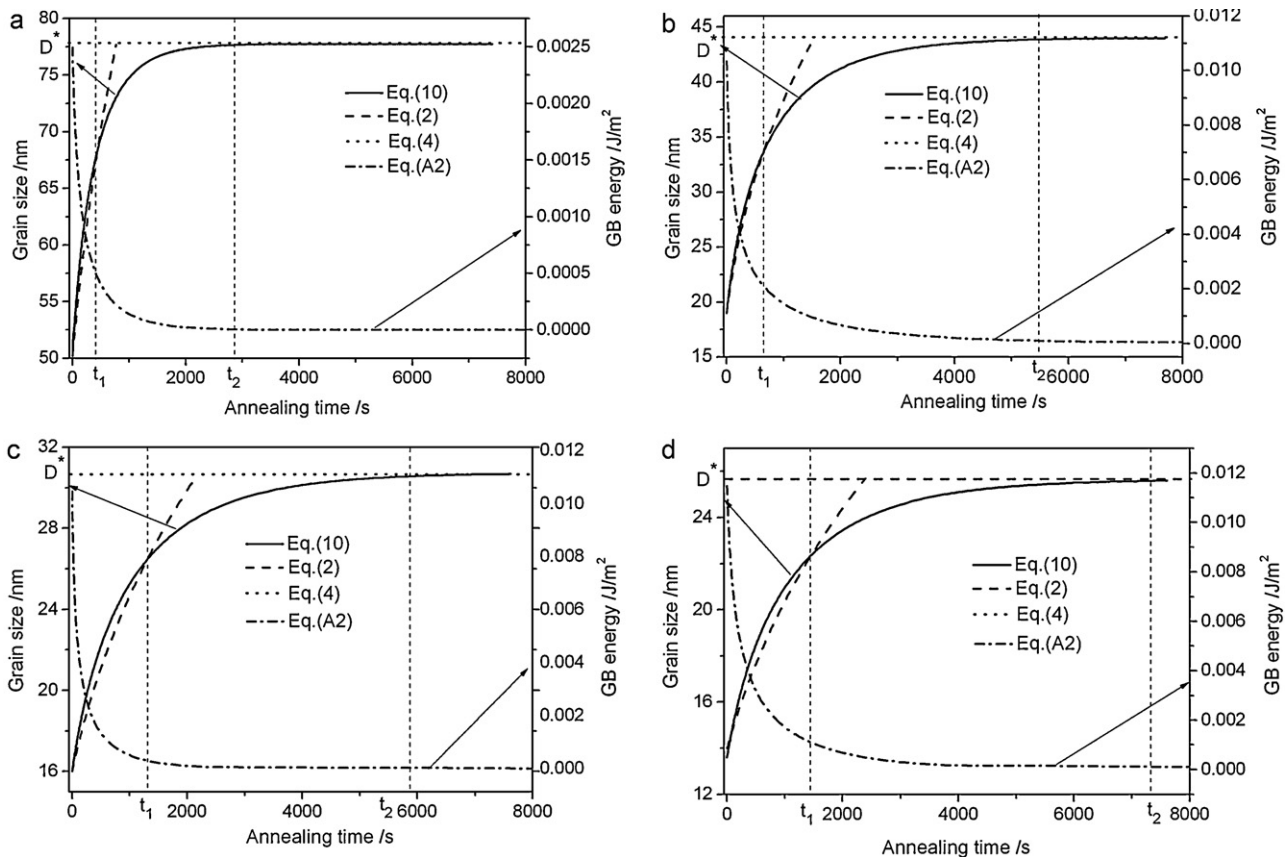 a
80
D*
75
70
65
60
55
50
Grain size /nm
0.0025
0.0020
0.0015
0.0010
0.0005
0.0000
GB energy /J/m²
Eq.(10)
Eq.(2)
Eq.(4)
Eq.(A2)
0 t₁ 2000 t₂ 4000 6000 8000
Annealing time /s
b
45
D*
40
35
30
25
20
15
Grain size /nm
0.012
0.010
0.008
0.006
0.004
0.002
0.000
GB energy /J/m²
Eq.(10)
Eq.(2)
Eq.(4)
Eq.(A2)
0 t₁ 2000 4000 t₂ 6000 8000
Annealing time /s
c
32
D*
28
24
20
16
Grain size /nm
0.012
0.010
0.008
0.006
0.004
0.002
0.000
GB energy /J/m²
Eq.(10)
Eq.(2)
Eq.(4)
Eq.(A2)
0 t₁ 2000 4000 t₂ 6000 8000
Annealing time /s
d
D*
24
20
16
12
Grain size /nm
0.012
0.010
0.008
0.006
0.004
0.002
0.000
GB energy /J/m²
Eq.(10)
Eq.(2)
Eq.(4)
Eq.(A2)
0 t₁ 2000 4000 6000 t₂ 8000
Annealing time /s